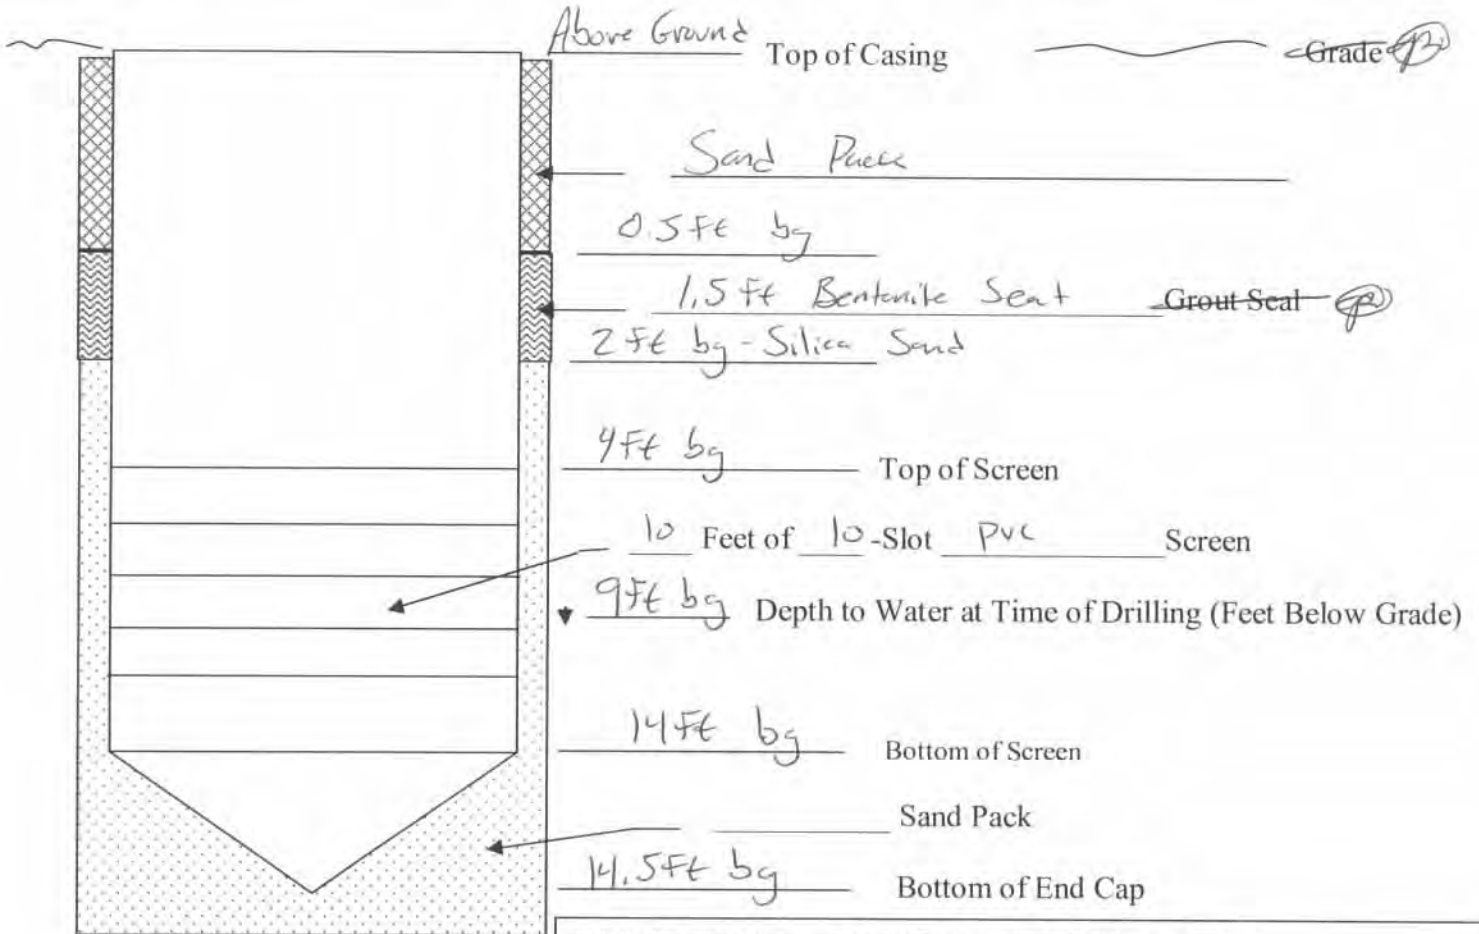 Above Ground Top of Casing Grade
Sand Pack
0.5 Ft bg
1.5 Ft Bentonite Seal Grout Seal
2 Ft bg - Silica Sand
4 Ft bg Top of Screen
10 Feet of 10 -Slot PVC Screen
9 Ft bg Depth to Water at Time of Drilling (Feet Below Grade)
14 Ft bg Bottom of Screen
Sand Pack
14.5 Ft bg Bottom of End Cap